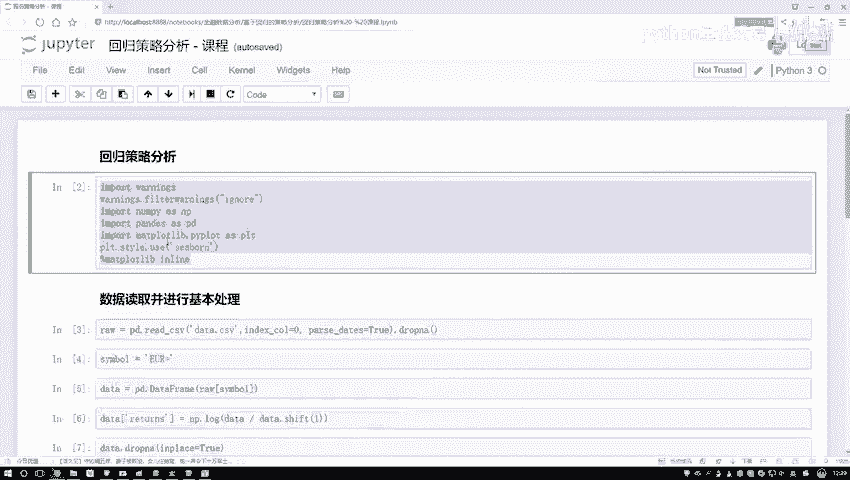 jupyter 回归策略分析 - 课程 (autosaved)
File Edit View Insert Cell Kernel Widgets Help
Not Trusted Python 3
Code
回归策略分析
In [2]: import warnings
warnings.filterwarnings("ignore")
import numpy as np
import pandas as pd
import matplotlib.pyplot as plt
plt.style.use("seaborn")
%matplotlib inline
数据读取并进行基本处理
In [3]: raw = pd.read_csv('data.csv',index_col=0, parse_dates=True).dropna()
In [4]: symbol = 'EUR='
In [5]: data = pd.DataFrame(raw[symbol])
In [6]: data['returns'] = np.log(data / data.shift(1))
In [7]: data.dropna(inplace=True)
12:29